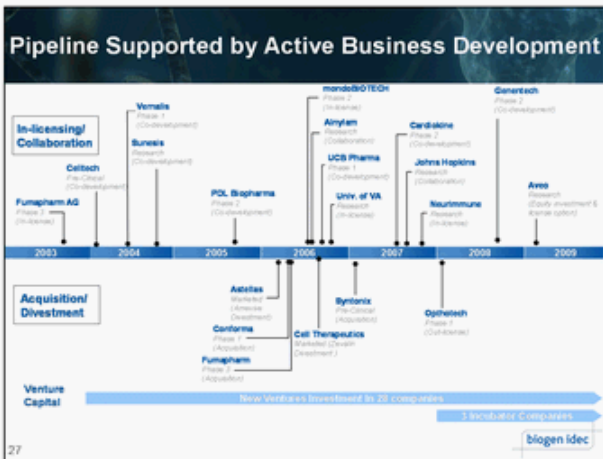 Pipeline Supported by Active Business Development
In-licensing/
Collaboration
Fumapharm AG
Phase 3
(In-license)
Celltech
Pre-Clinical
(Co-development)
Vernalis
Phase 1
(Co-development)
Sunesis
Research
(Co-development)
PDL Biopharma
Phase 2
(Co-development)
mondoBIOTECH
Phase 2
(In-license)
Alnylam
Research
(Collaboration)
UCB Pharma
Phase 1
(Co-development)
Univ. of VA
Research
(In-license)
Cardiokine
Phase 2
(Co-development)
Johns Hopkins
Research
(Collaboration)
Neurimmune
Research
(In-license)
Genentech
Phase 2
(Co-development)
Aveo
Research
(Equity investment &
license option)
2003 2004 2005 2006 2007 2008 2009
Acquisition/
Divestment
Astellas
Marketed
(Amevive
Divestment)
Conforma
Phase 1
(Acquisition)
Fumapharm
Phase 3
(Acquisition)
Cell Therapeutics
Marketed (Zevalin
Divestment)
Syntonix
Pre-Clinical
(Acquisition)
Opthotech
Phase 1
(Out-license)
Venture
Capital
New Ventures Investment In 20 companies
3 Incubator Companies
27
biogen idec